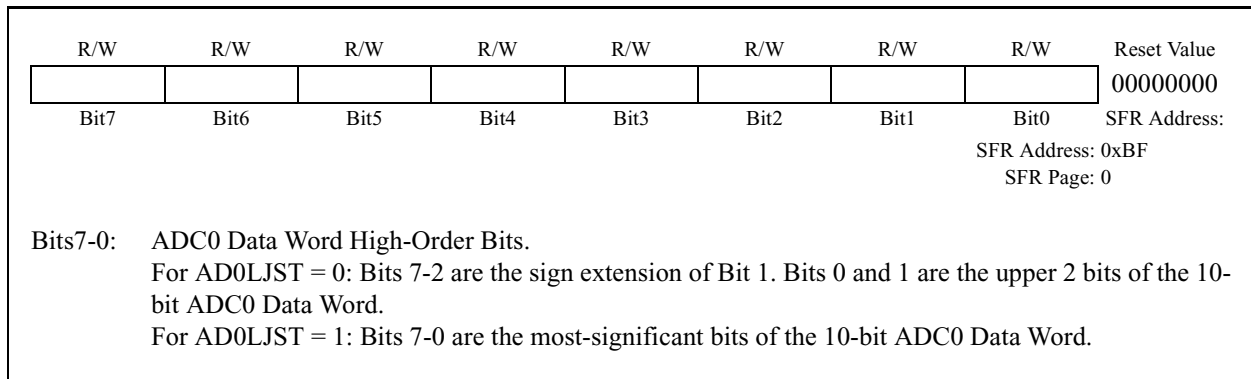 R/W R/W R/W R/W R/W R/W R/W R/W Reset Value
00000000
Bit7 Bit6 Bit5 Bit4 Bit3 Bit2 Bit1 Bit0 SFR Address:
SFR Address: 0xBF
SFR Page: 0
Bits7-0: ADC0 Data Word High-Order Bits.
For AD0LJST = 0: Bits 7-2 are the sign extension of Bit 1. Bits 0 and 1 are the upper 2 bits of the 10-
bit ADC0 Data Word.
For AD0LJST = 1: Bits 7-0 are the most-significant bits of the 10-bit ADC0 Data Word.